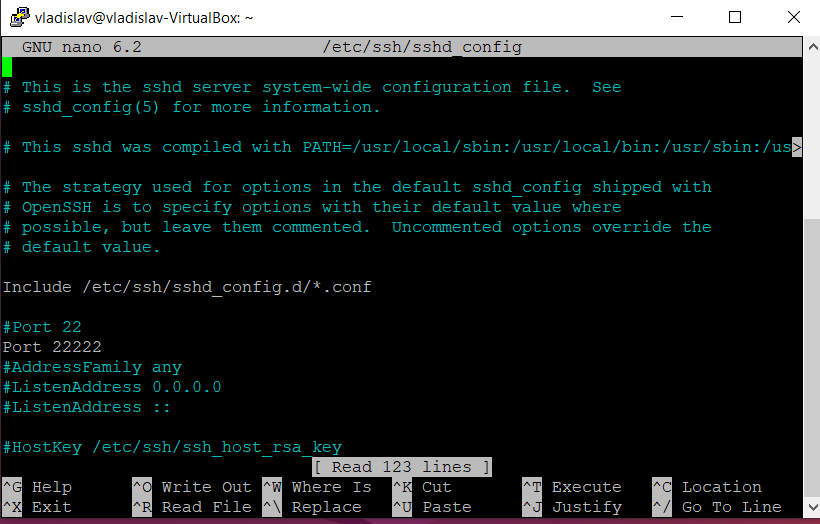 vladislav@vladislav-VirtualBox: ~
GNU nano 6.2 /etc/ssh/sshd_config
# This is the sshd server system-wide configuration file.  See
# sshd_config(5) for more information.
# This sshd was compiled with PATH=/usr/local/sbin:/usr/local/bin:/usr/sbin:/us>
# The strategy used for options in the default sshd_config shipped with
# OpenSSH is to specify options with their default value where
# possible, but leave them commented.  Uncommented options override the
# default value.
Include /etc/ssh/sshd_config.d/*.conf
#Port 22
Port 22222
#AddressFamily any
#ListenAddress 0.0.0.0
#ListenAddress ::
#HostKey /etc/ssh/ssh_host_rsa_key
[ Read 123 lines ]
^G Help ^O Write Out ^W Where Is ^K Cut ^T Execute ^C Location
^X Exit ^R Read File ^\ Replace ^U Paste ^J Justify ^/ Go To Line